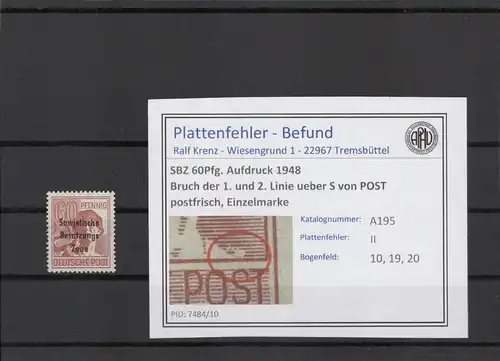 60 PFENNIG
Sowjetische
Besatzungs
Zone
DEUTSCHE POST
Plattenfehler - Befund
Ralf Krenz - Wiesengrund 1 - 22967 Tremsbüttel
SBZ 60Pfg. Aufdruck 1948
Bruch der 1. und 2. Linie ueber S von POST
postfrisch, Einzelmarke
POST
Katalognummer: A195
Plattenfehler: II
Bogenfeld: 10, 19, 20
PID: 7484/10